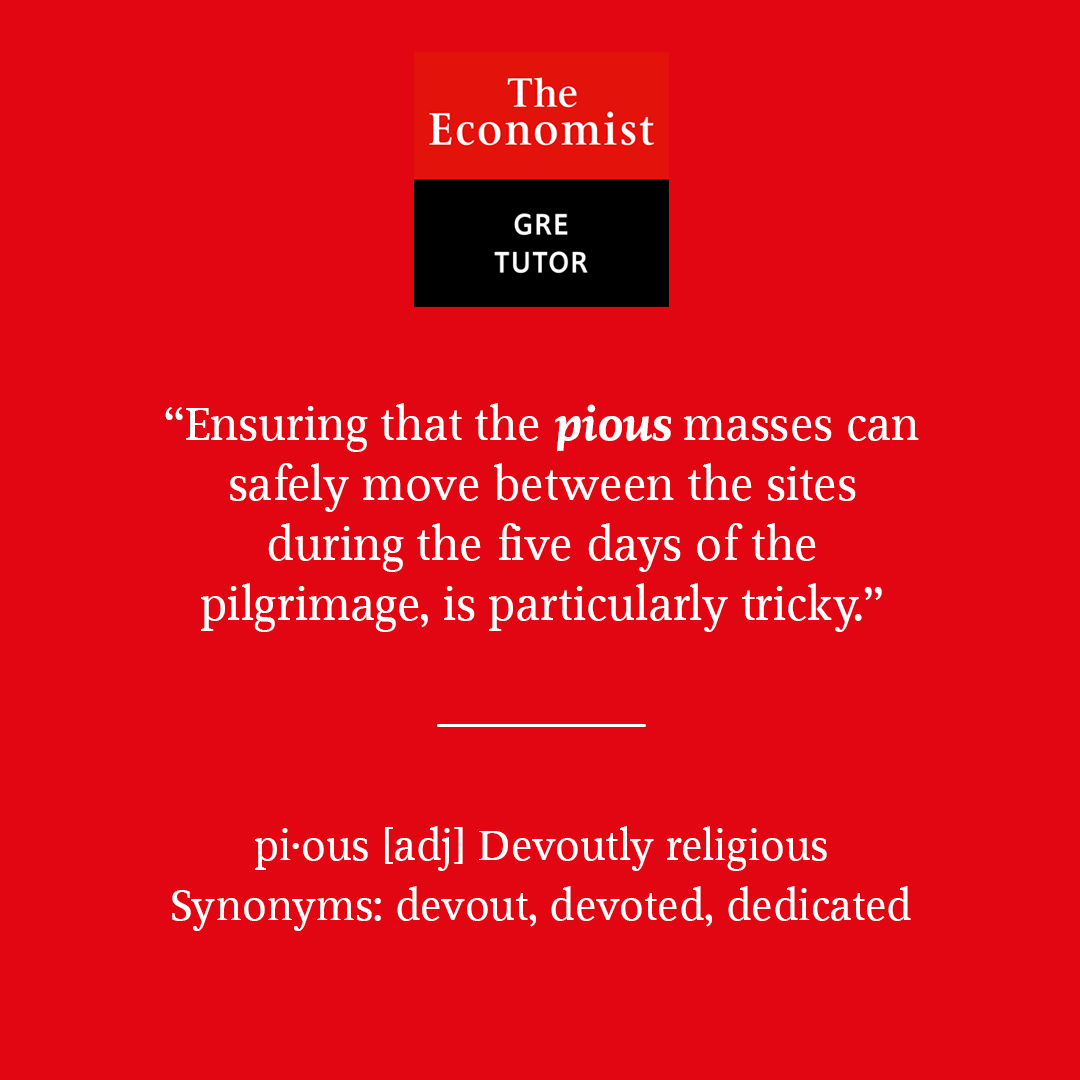 The
Economist
GRE
TUTOR
“Ensuring that the pious masses can
safely move between the sites
during the five days of the
pilgrimage, is particularly tricky.”
pi·ous [adj] Devoutly religious
Synonyms: devout, devoted, dedicated